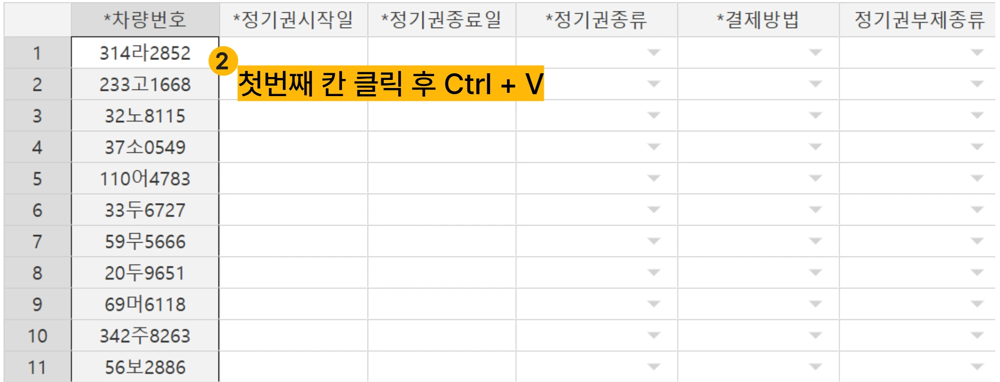 *차량번호 *정기권시작일 *정기권종료일 *정기권종류 *결제방법 정기권부제종류
1 314라2852
2
첫번째 칸 클릭 후 Ctrl + V
2 233고1668
3 32노8115
4 37소0549
5 110어4783
6 33두6727
7 59무5666
8 20두9651
9 69머6118
10 342주8263
11 56보2886